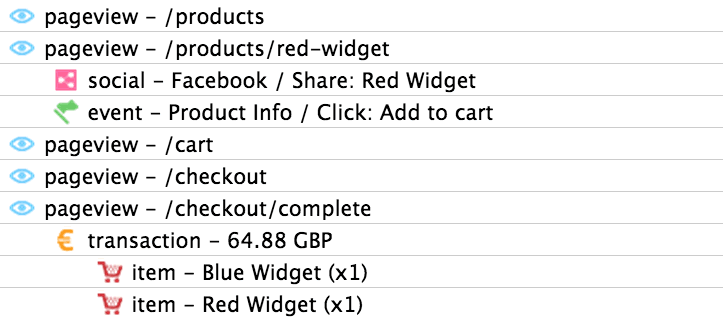 pageview – /products
pageview – /products/red-widget
social – Facebook / Share: Red Widget
event – Product Info / Click: Add to cart
pageview – /cart
pageview – /checkout
pageview – /checkout/complete
€ transaction – 64.88 GBP
item – Blue Widget (x1)
item – Red Widget (x1)